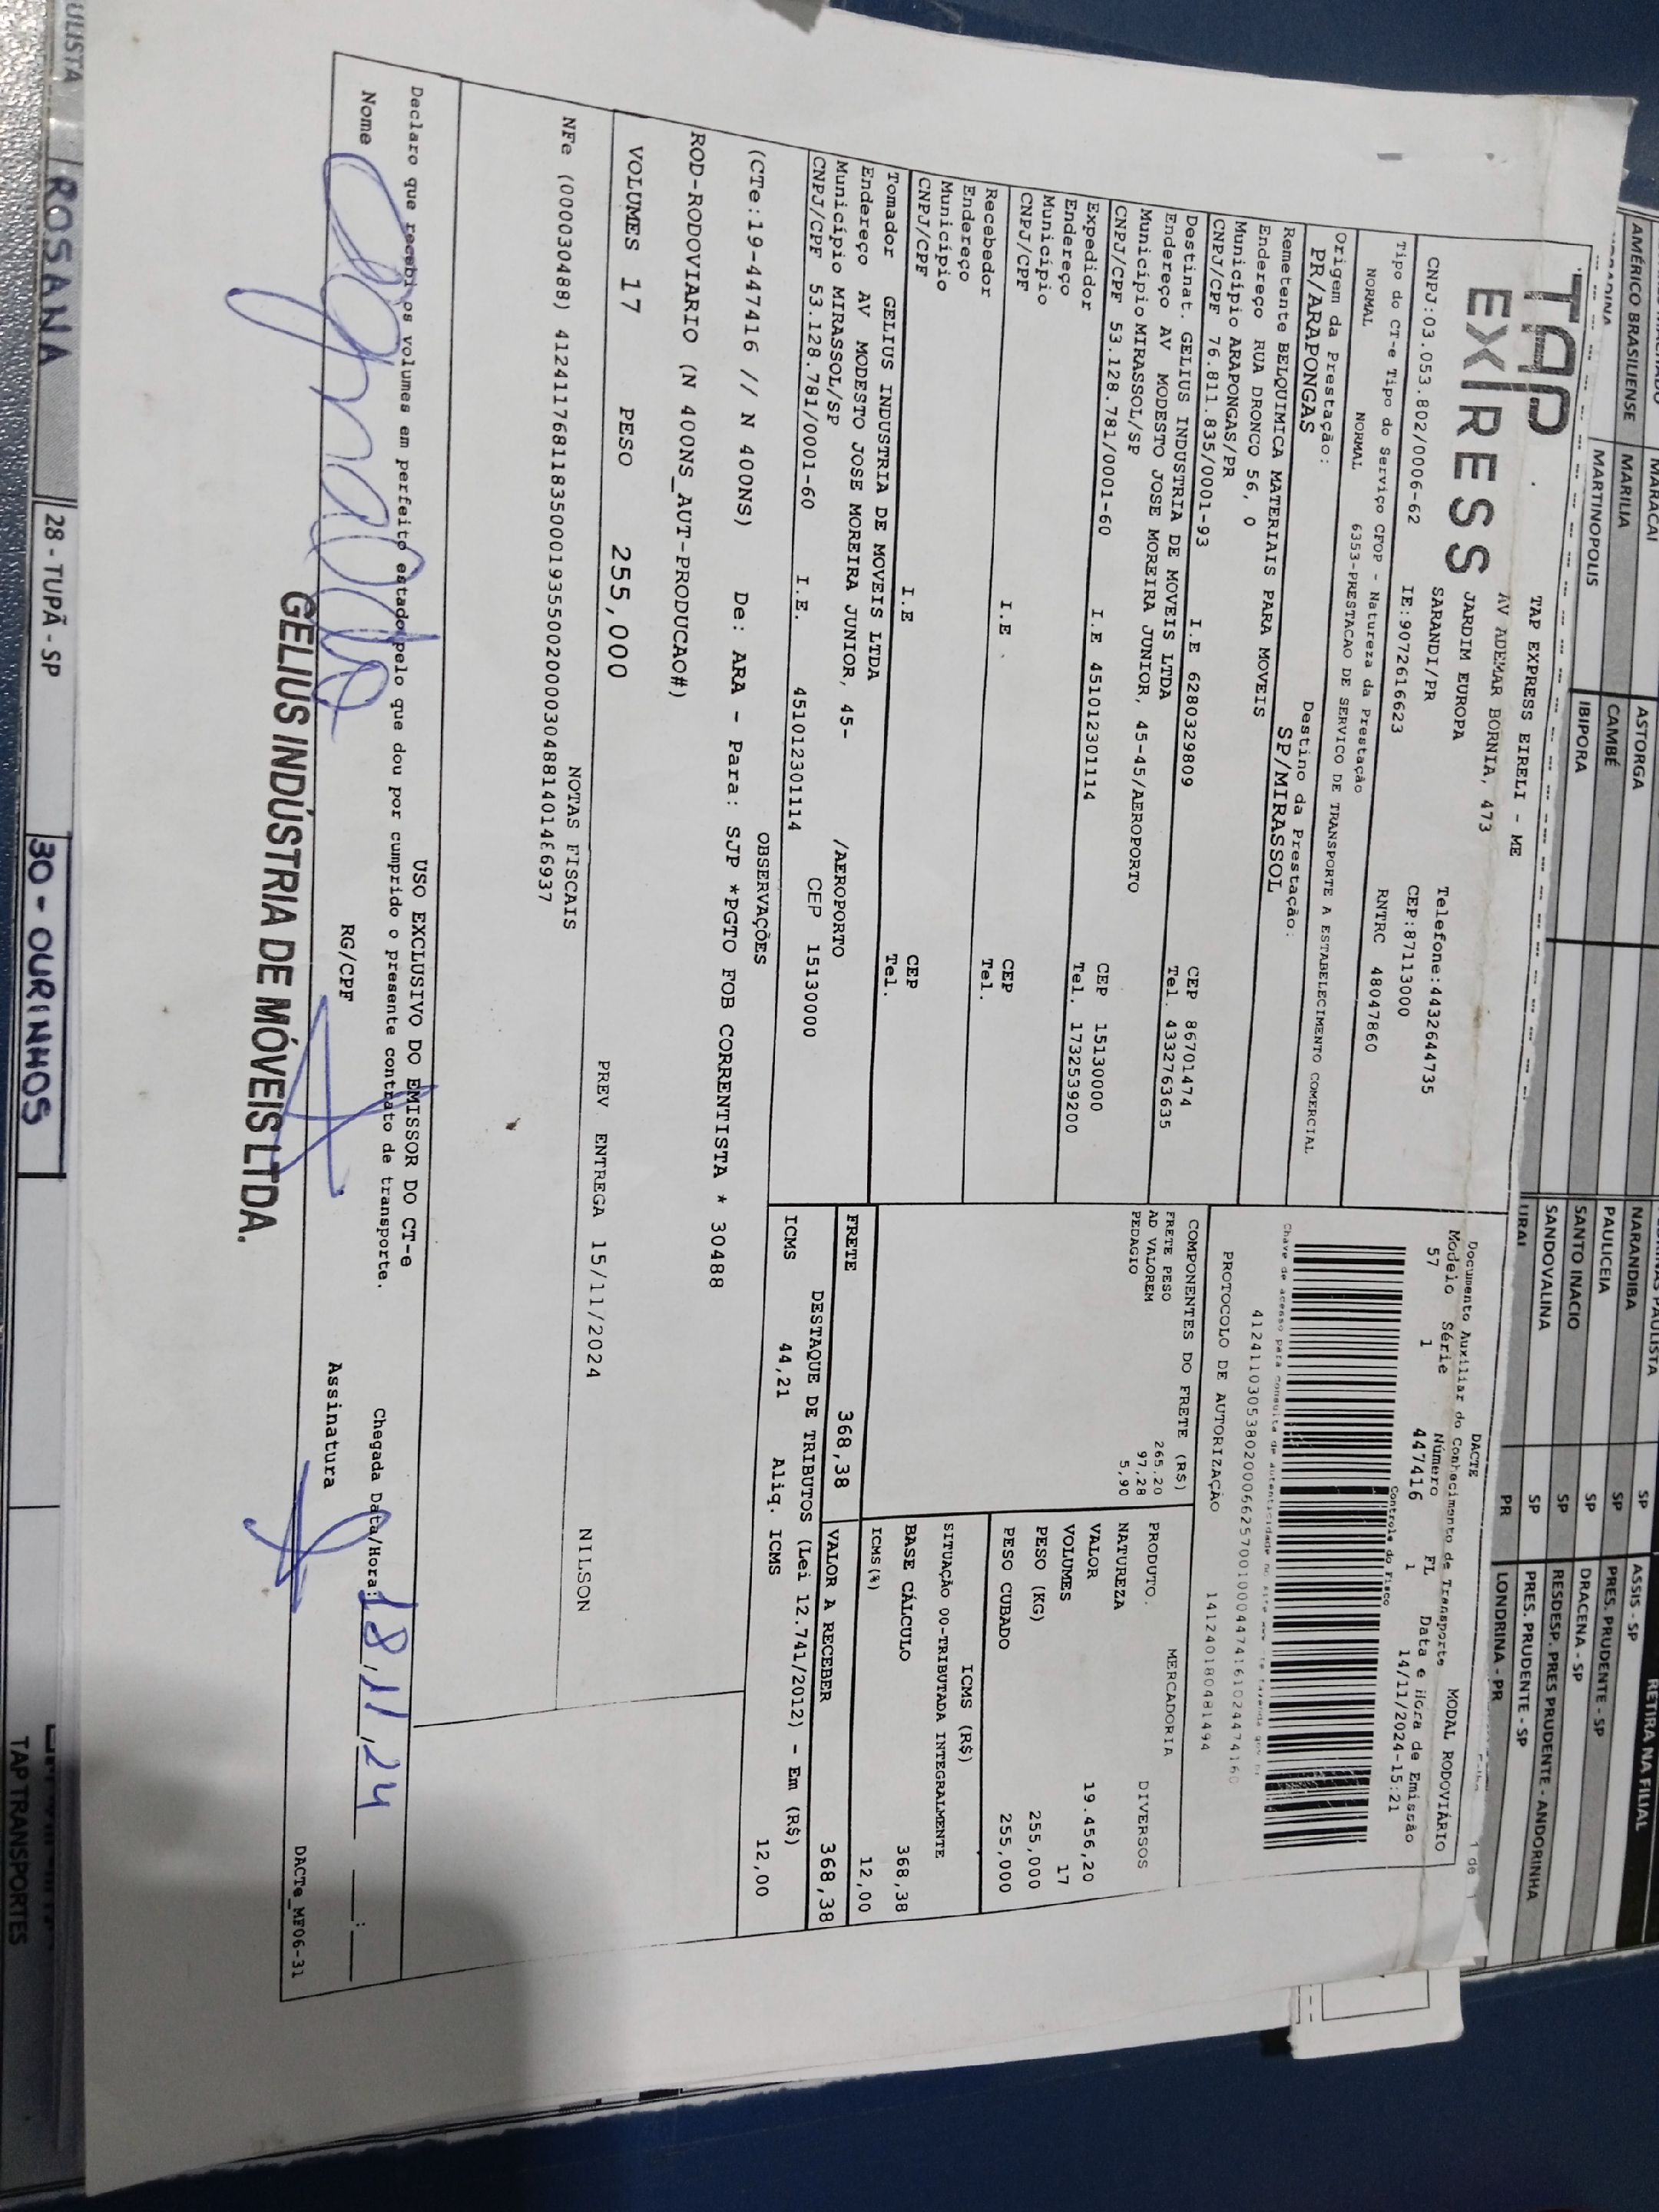 TAP EXPRESS
TAP EXPRESS EIRELI - ME
AV ADEMAR BORNIA, 473
JARDIM EUROPA
SARANDI/PR
Telefone:4432644735
CNPJ:03.053.802/0006-62 IE:9072616623 CEP:87113000
RNTRC 48047860
Tipo do CT-e Tipo do Serviço CFOP - Natureza da Prestação
NORMAL NORMAL 6353-PRESTACAO DE SERVICO DE TRANSPORTE A ESTABELECIMENTO COMERCIAL
Origem da Prestação: Destino da Prestação:
PR/ARAPONGAS SP/MIRASSOL
DACTE MODAL RODOVIÁRIO
Documento Auxiliar do Conhecimento de Transporte
Modelo Série Número FL Data e Hora de Emissão
57 1 447416 1 14/11/2024-15:21
Controle do Fisco
PROTOCOLO DE AUTORIZAÇÃO 141240180481494
Remetente BELQUIMICA MATERIAIS PARA MOVEIS
Endereço RUA DRONCO 56, 0
Município ARAPONGAS/PR CEP 86701474
CNPJ/CPF 76.811.835/0001-93 I.E 6280329809 Tel. 4332763635
Destinat. GELIUS INDUSTRIA DE MOVEIS LTDA
Endereço AV MODESTO JOSE MOREIRA JUNIOR, 45-45/AEROPORTO
Município MIRASSOL/SP CEP 15130000
CNPJ/CPF 53.128.781/0001-60 I.E 451012301114 Tel. 1732539200
Expedidor
Endereço
Município CEP
CNPJ/CPF I.E. Tel.
Recebedor
Endereço
Município CEP
CNPJ/CPF I.E Tel.
Tomador GELIUS INDUSTRIA DE MOVEIS LTDA
Endereço AV MODESTO JOSE MOREIRA JUNIOR, 45- /AEROPORTO
Município MIRASSOL/SP CEP 15130000
CNPJ/CPF 53.128.781/0001-60 I.E. 451012301114
COMPONENTES DO FRETE (R$)
FRETE PESO 265.20
AD VALOREM 97,28
PEDAGIO 5,90
MERCADORIA
PRODUTO.
NATUREZA DIVERSOS
VALOR 19.456,20
VOLUMES 17
PESO (KG) 255,000
PESO CUBADO 255,000
ICMS (R$)
SITUAÇÃO 00-TRIBUTADA INTEGRALMENTE
BASE CÁLCULO 368,38
ICMS(%) 12,00
FRETE 368,38 VALOR A RECEBER 368,38
DESTAQUE DE TRIBUTOS (Lei 12.741/2012) - Em (R$)
ICMS 44,21 Aliq. ICMS 12,00
OBSERVAÇÕES
(CTe:19-447416 // N 400NS) De: ARA - Para: SJP *PGTO FOB CORRENTISTA * 30488
ROD-RODOVIARIO (N 400NS_AUT-PRODUCAO#)
VOLUMES 17 PESO 255,000 PREV ENTREGA 15/11/2024 NILSON
NOTAS FISCAIS
NFe (000030488)
USO EXCLUSIVO DO EMISSOR DO CT-e
Declaro que recebi os volumes em perfeito estado pelo que dou por cumprido o presente contrato de transporte.
Chegada Data/Hora: 18/11/24 __:__
Nome RG/CPF Assinatura
GELIUS INDÚSTRIA DE MÓVEIS LTDA.
DACTe_MF06-31
AMÉRICO BRASILIENSE
MARACAI
MARILIA
MARTINOPOLIS
ASTORGA
CAMBÉ
IBIPORA
NARANDIBA SP
PAULICEIA SP
SANTO INACIO SP
SANDOVALINA SP
URAI PR
RETIRA NA FILIAL
ASSIS - SP
PRES. PRUDENTE - SP
DRACENA - SP
RESDESP. PRES PRUDENTE - ANDORINHA
PRES. PRUDENTE - SP
LONDRINA - PR
ULISTA
ROSANA
28 - TUPÃ - SP
30 - OURINHOS
TAP TRANSPORTES